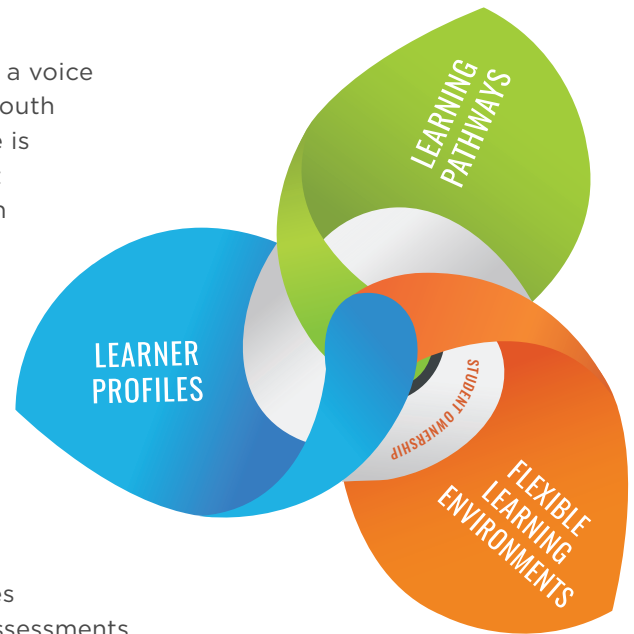 a voice
outh
is
LEARNING
PATHWAYS
LEARNER
PROFILES
STUDENT OWNERSHIP
FLEXIBLE
LEARNING
ENVIRONMENTS
es
ssessments